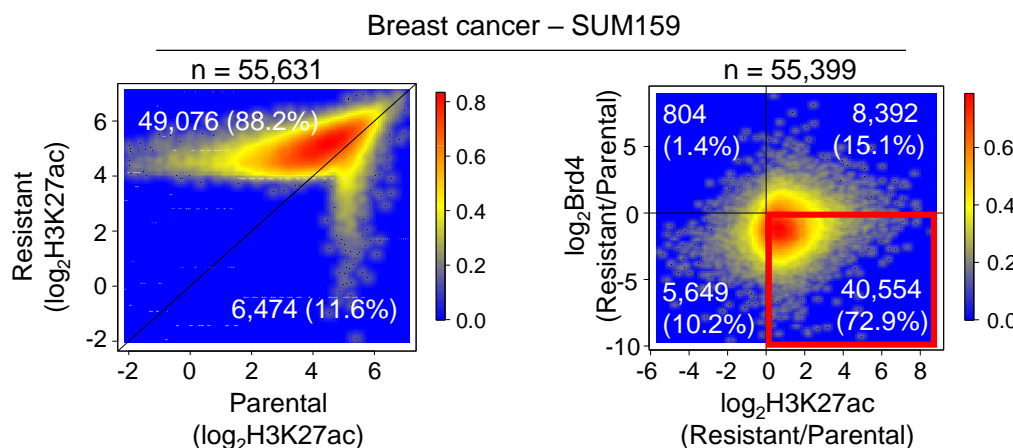 Breast cancer – SUM159
n = 55,631
49,076 (88.2%)
6,474 (11.6%)
Resistant
(log2H3K27ac)
6
4
2
0
-2
-2 0 2 4 6
Parental
(log2H3K27ac)
0.8
0.6
0.4
0.2
0.0
n = 55,399
804
(1.4%)
8,392
(15.1%)
5,649
(10.2%)
40,554
(72.9%)
log2Brd4
(Resistant/Parental)
5
0
-5
-10
-6 -4 -2 0 2 4 6 8
log2H3K27ac
(Resistant/Parental)
0.6
0.4
0.2
0.0